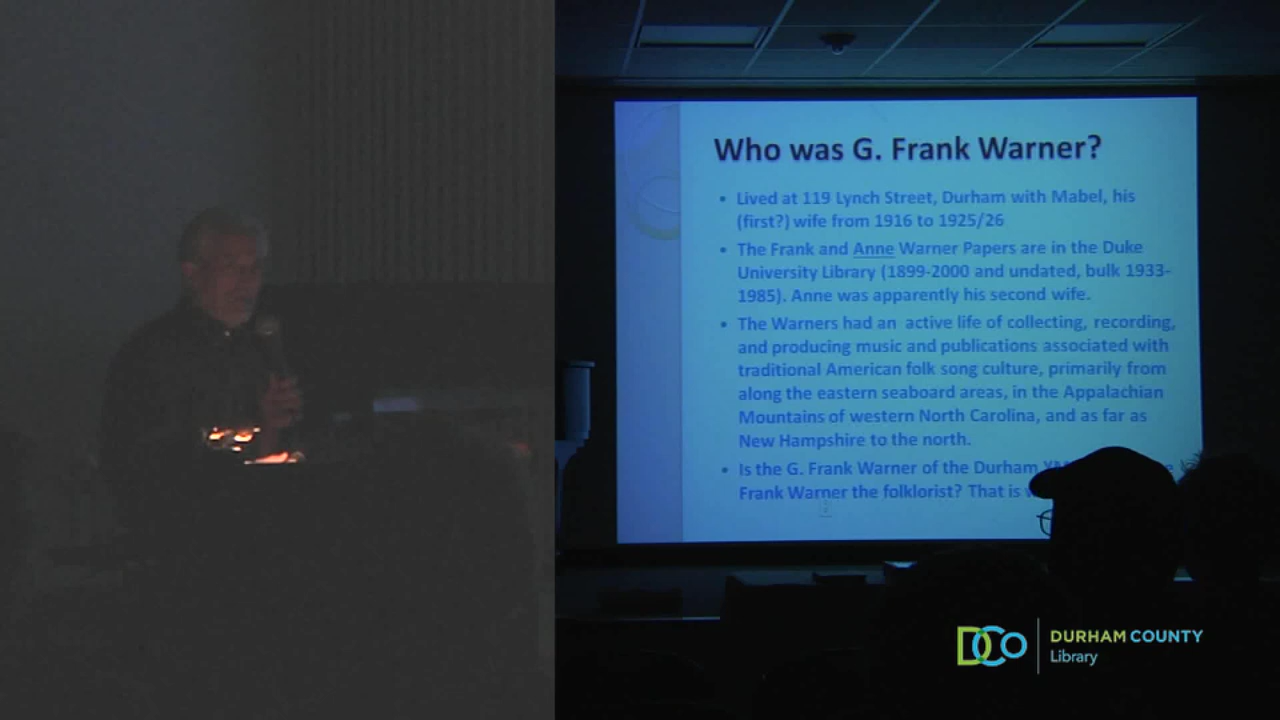 Who was G. Frank Warner?
• Lived at 119 Lynch Street, Durham with Mabel, his
(first?) wife from 1916 to 1925/26
• The Frank and Anne Warner Papers are in the Duke
University Library (1899-2000 and undated, bulk 1933-
1985). Anne was apparently his second wife.
• The Warners had an active life of collecting, recording,
and producing music and publications associated with
traditional American folk song culture, primarily from
along the eastern seaboard areas, in the Appalachian
Mountains of western North Carolina, and as far as
New Hampshire to the north.
• Is the G. Frank Warner of the Durham
Frank Warner the folklorist? That is
DCo
DURHAM COUNTY
Library